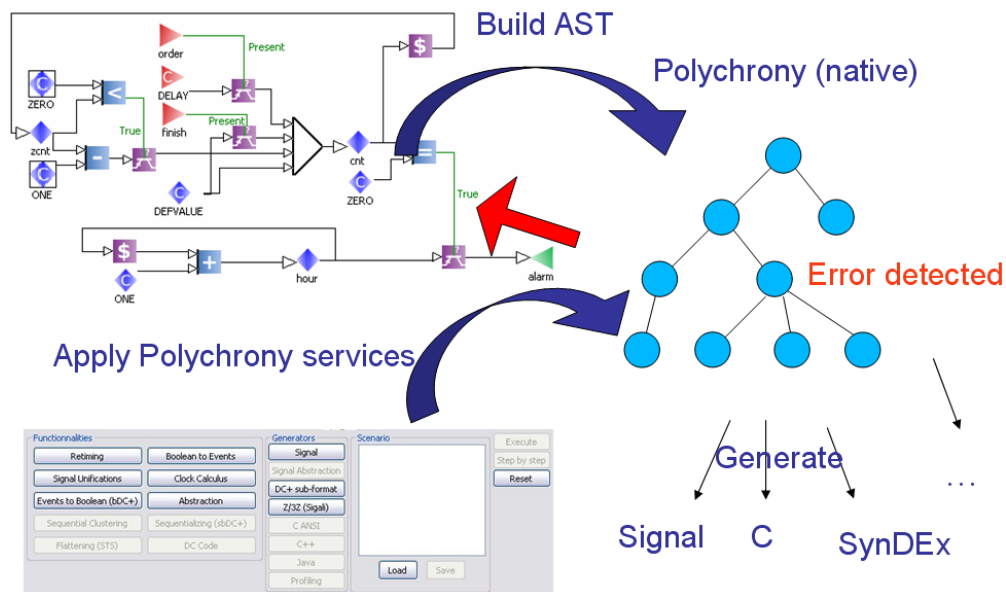 Build AST
Polychrony (native)
order
Present
$
C
ZERO
<
C
DELAY
True
finish
Present
zcnt
-
C
ONE
cnt
=
C
ZERO
C
DEFVALUE
True
$
C
ONE
+
hour
alarm
Error detected
Apply Polychrony services
Functionnalities
Retiming
Boolean to Events
Signal Unifications
Clock Calculus
Events to Boolean (bDC+)
Abstraction
Sequential Clustering
Sequentializing (sbDC+)
Flattening (STS)
DC Code
Generators
Signal
Signal Abstraction
DC+ sub-format
Z/3Z (Sigali)
C ANSI
C++
Java
Profiling
Scenario
Load
Save
Execute
Step by step
Reset
Generate
...
Signal
C
SynDEx